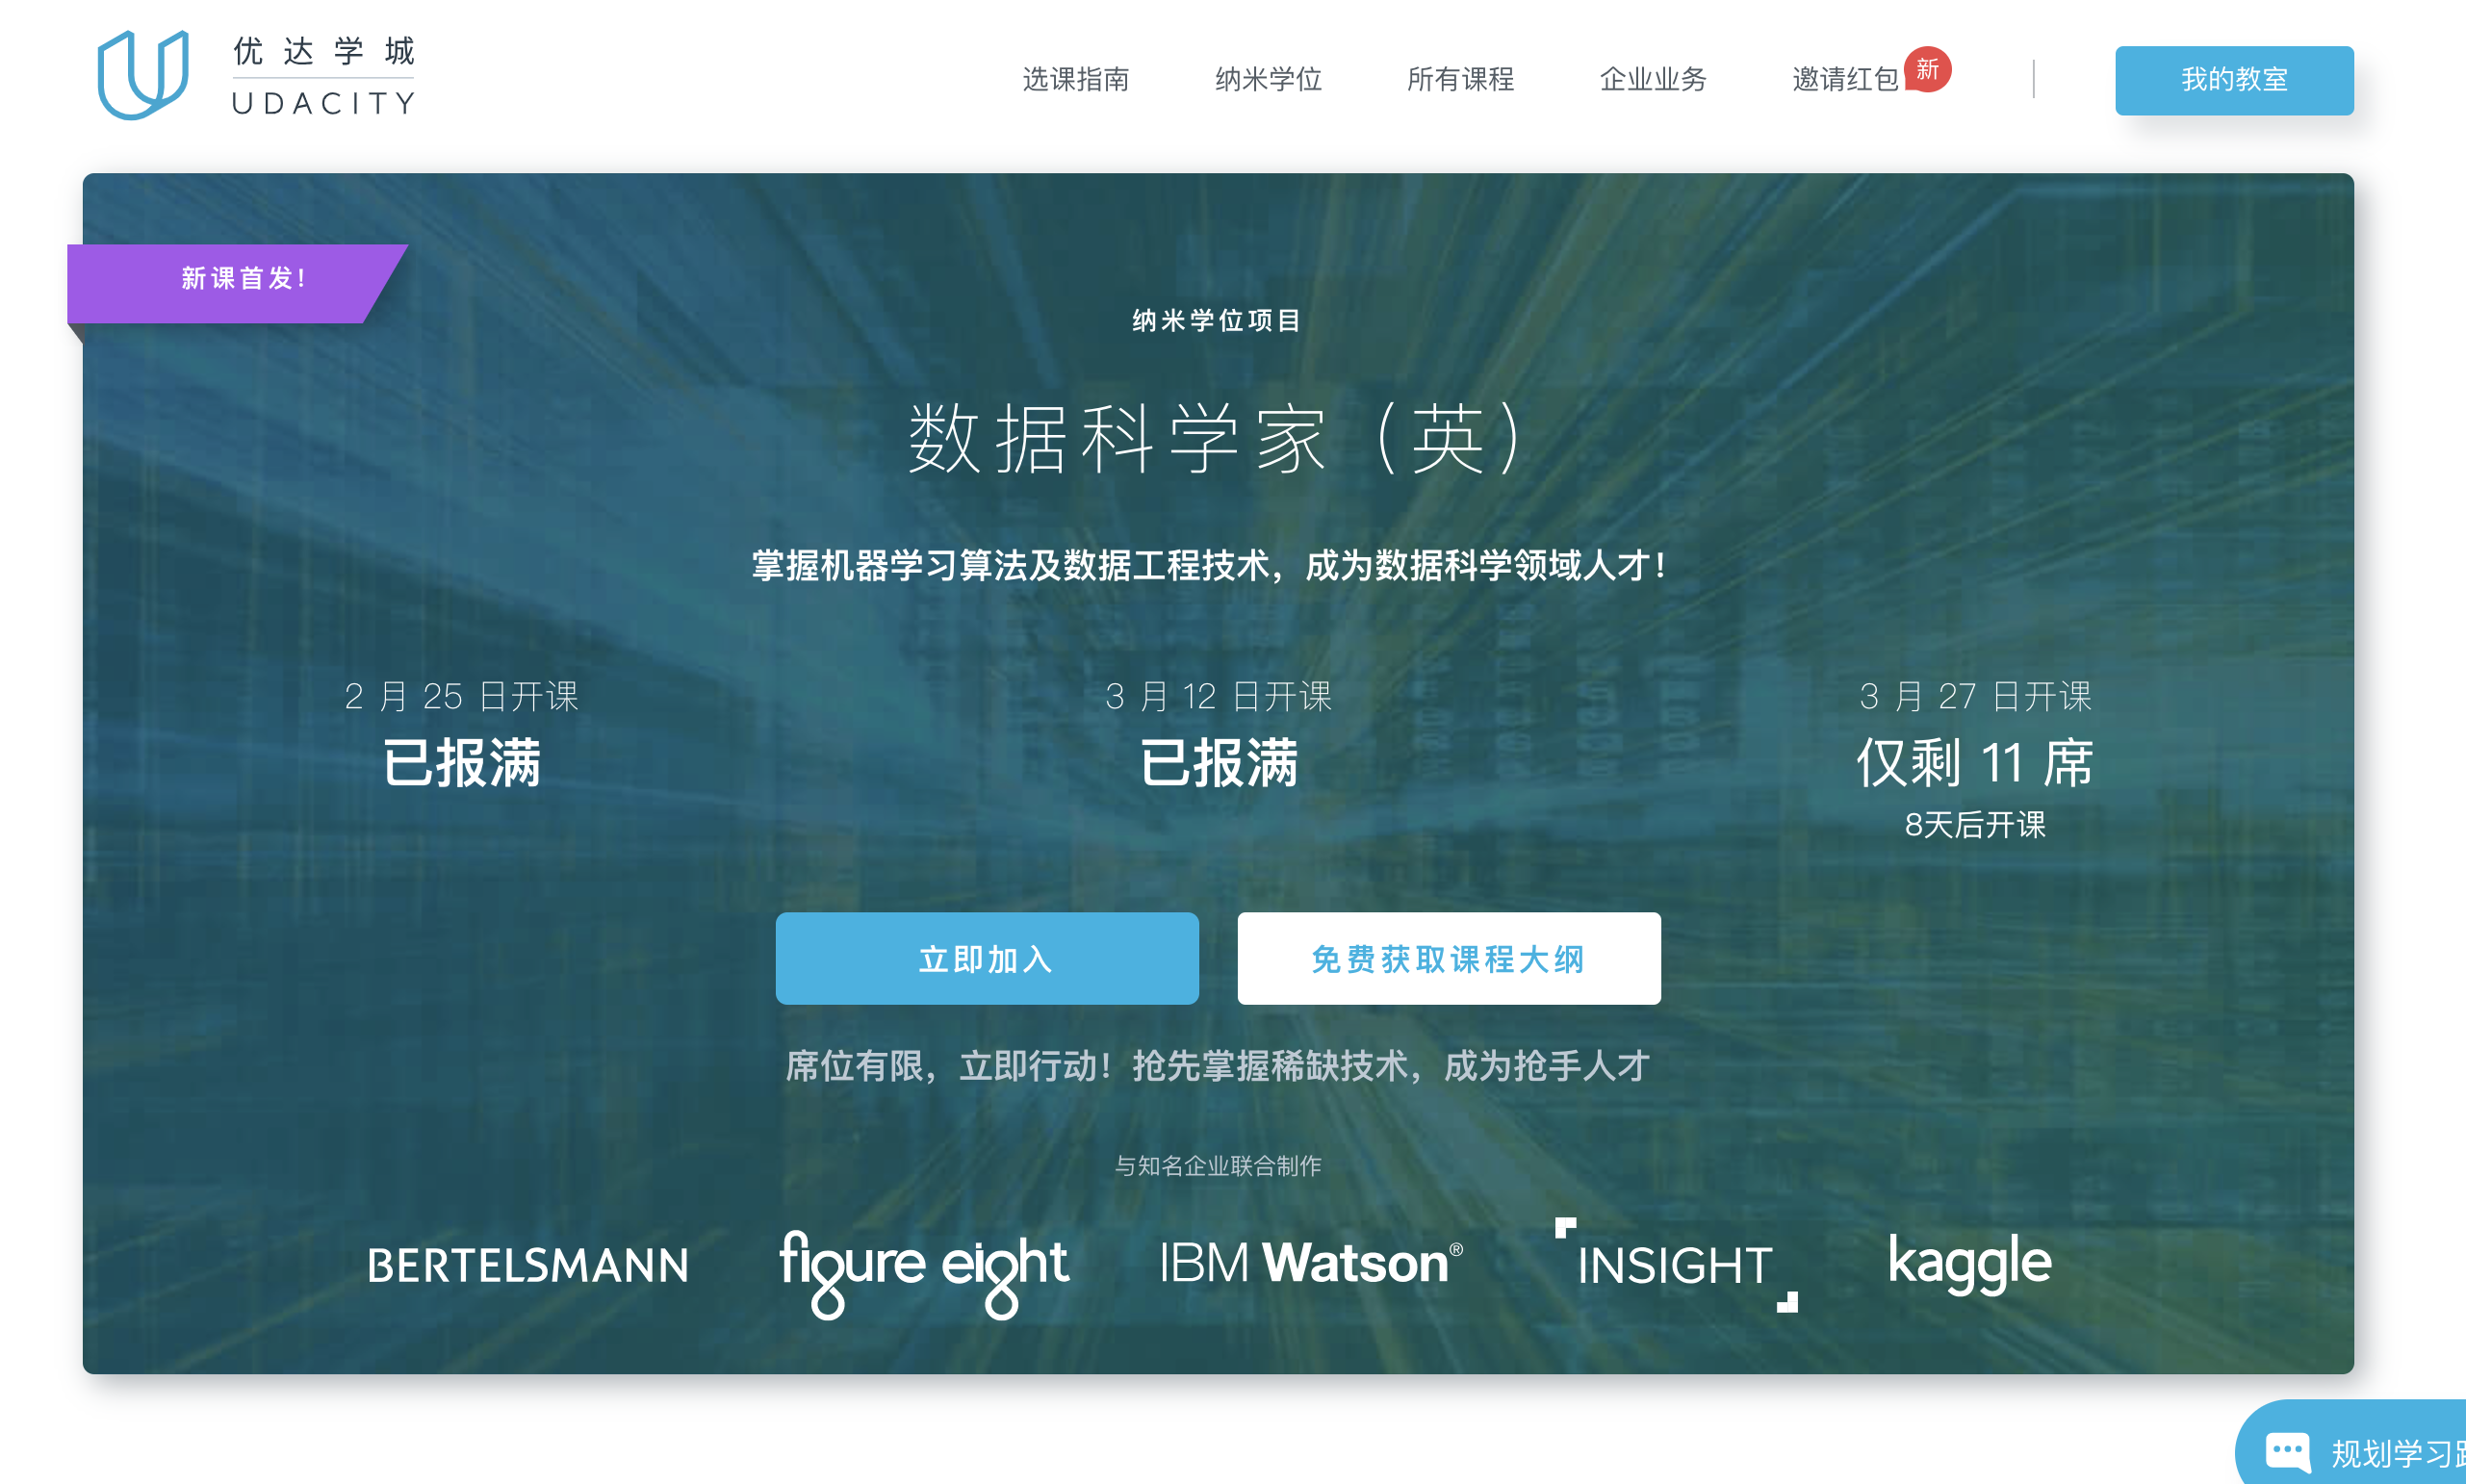 优达学城
UDACITY
选课指南 纳米学位 所有课程 企业业务 邀请红包 新 我的教室
新课首发!
纳米学位项目
数据科学家（英）
掌握机器学习算法及数据工程技术，成为数据科学领域人才！
2 月 25 日开课 3 月 12 日开课 3 月 27 日开课
已报满 已报满 仅剩 11 席
8天后开课
立即加入 免费获取课程大纲
席位有限，立即行动！抢先掌握稀缺技术，成为抢手人才
与知名企业联合制作
BERTELSMANN figure eight IBM Watson® INSIGHT kaggle
规划学习